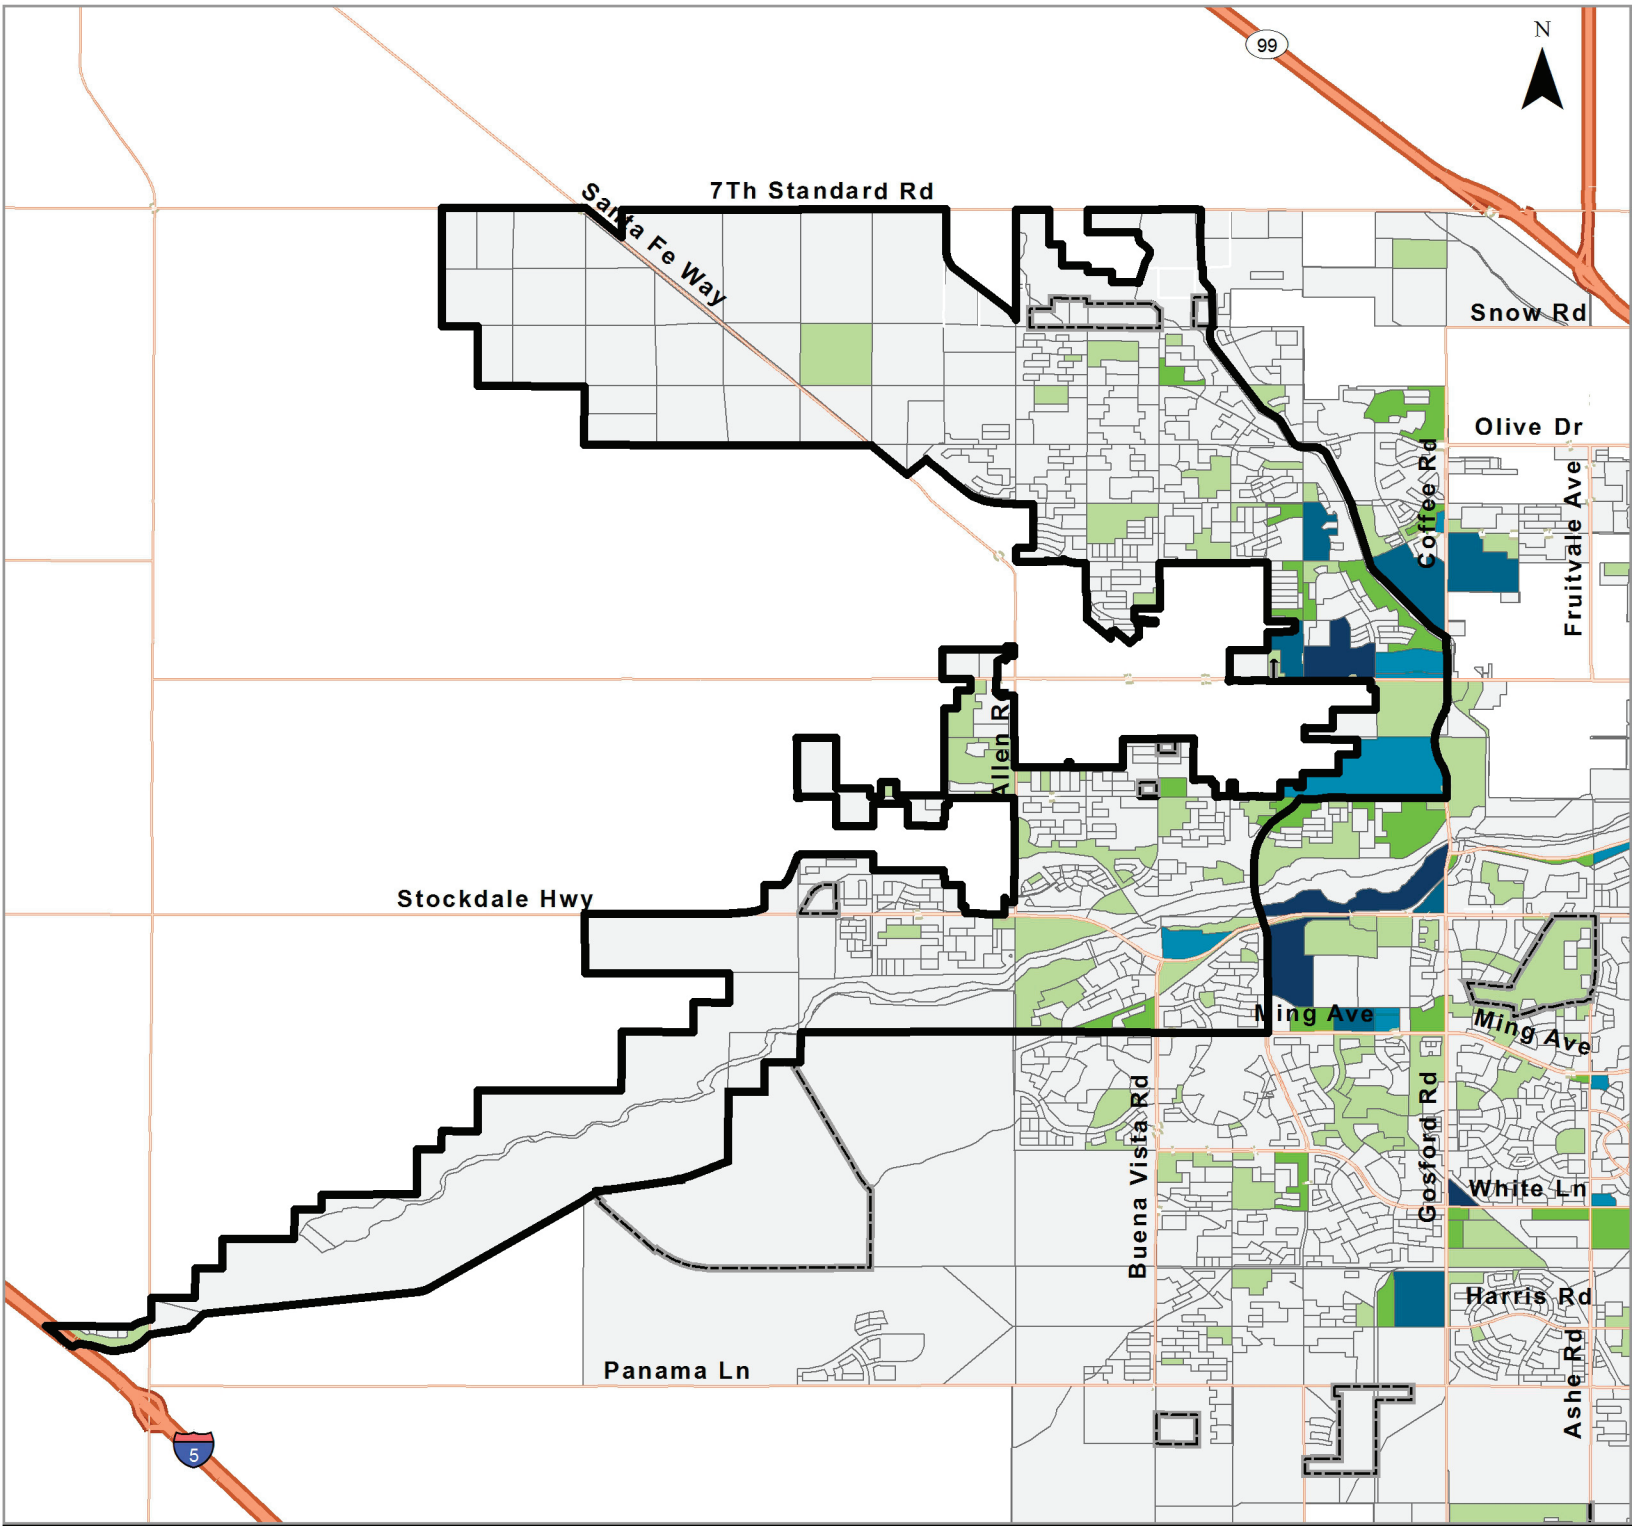 99
N
7Th Standard Rd
Santa Fe Way
Snow Rd
Olive Dr
Coffee Rd
Fruitvale Ave
Allen R
Stockdale Hwy
Ming Ave
Ming Ave
Buena Vista Rd
Gosford Rd
White Ln
Harris Rd
Ashe Rd
Panama Ln
5